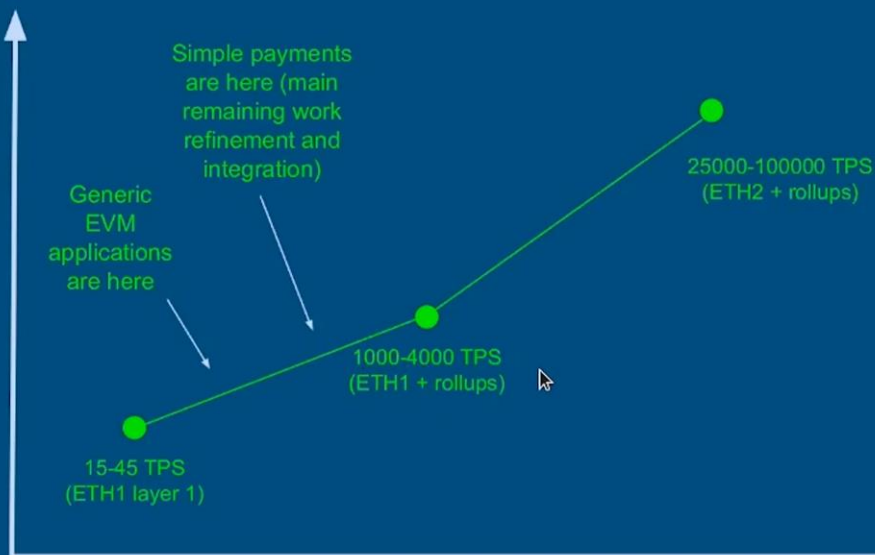 Simple payments
are here (main
remaining work
refinement and
integration)
Generic
EVM
applications
are here
25000-100000 TPS
(ETH2 + rollups)
1000-4000 TPS
(ETH1 + rollups)
15-45 TPS
(ETH1 layer 1)